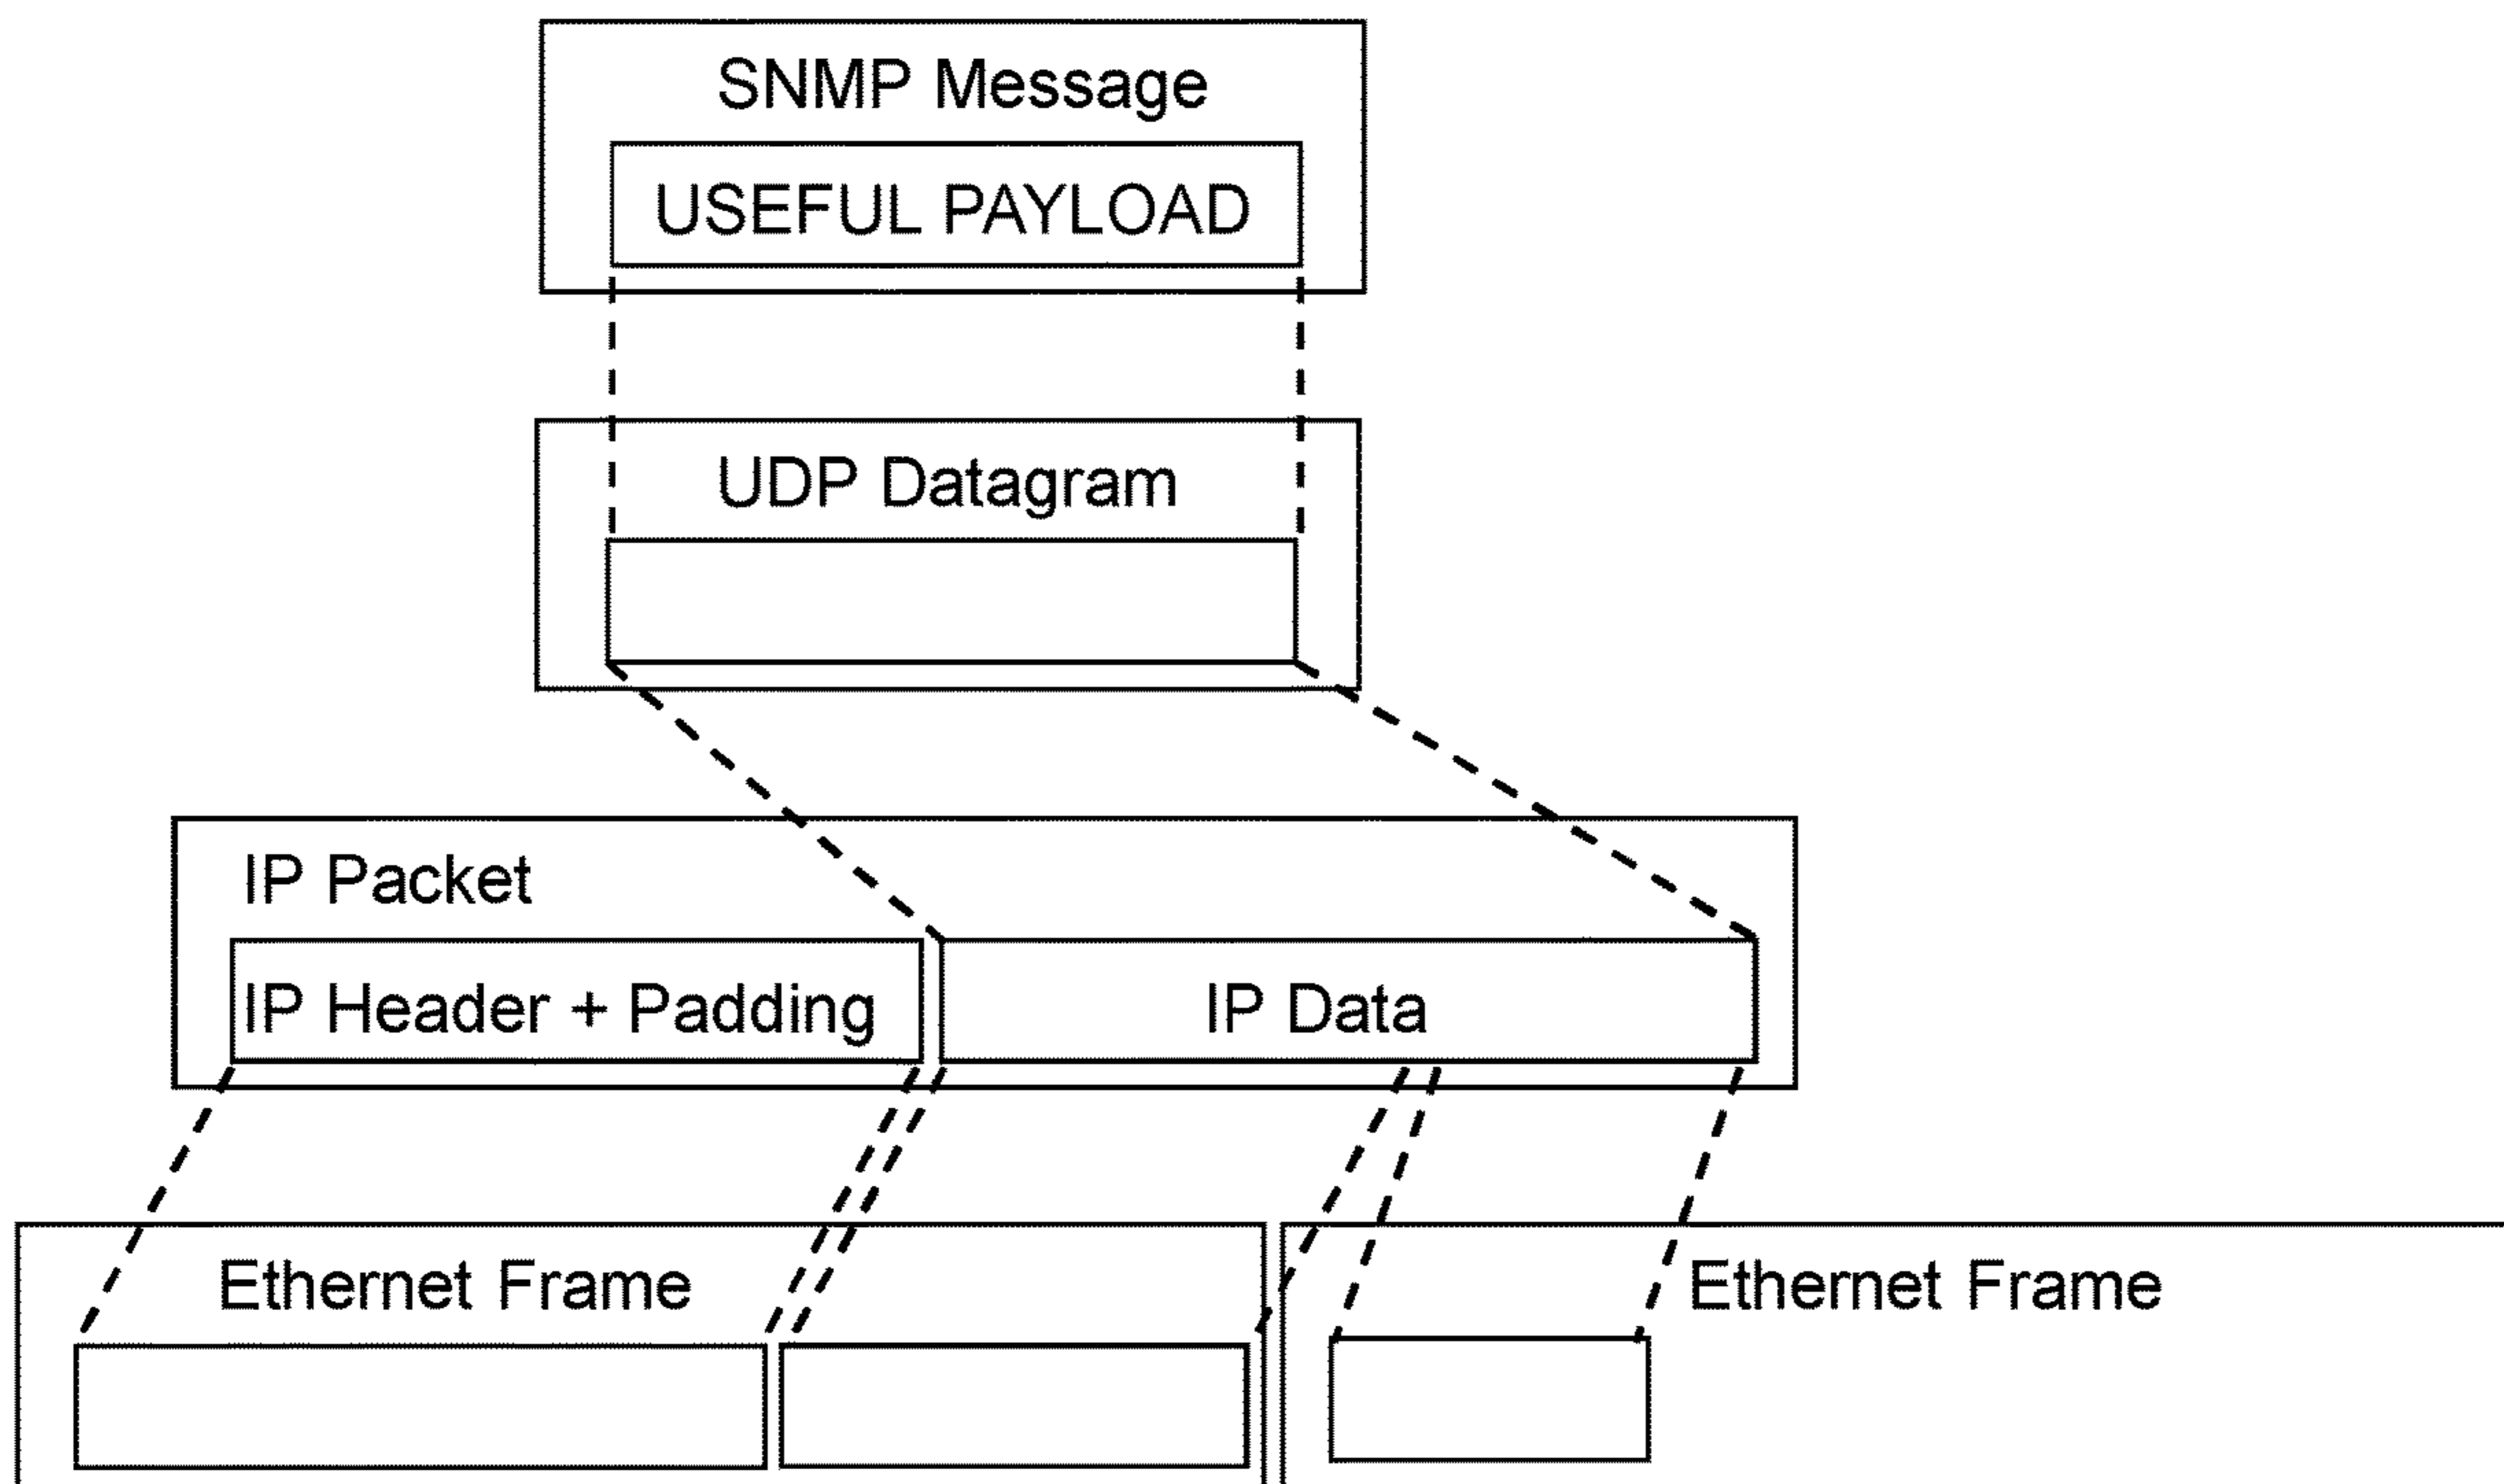 SNMP Message
USEFUL PAYLOAD
UDP Datagram
IP Packet
IP Header + Padding
IP Data
Ethernet Frame
Ethernet Frame